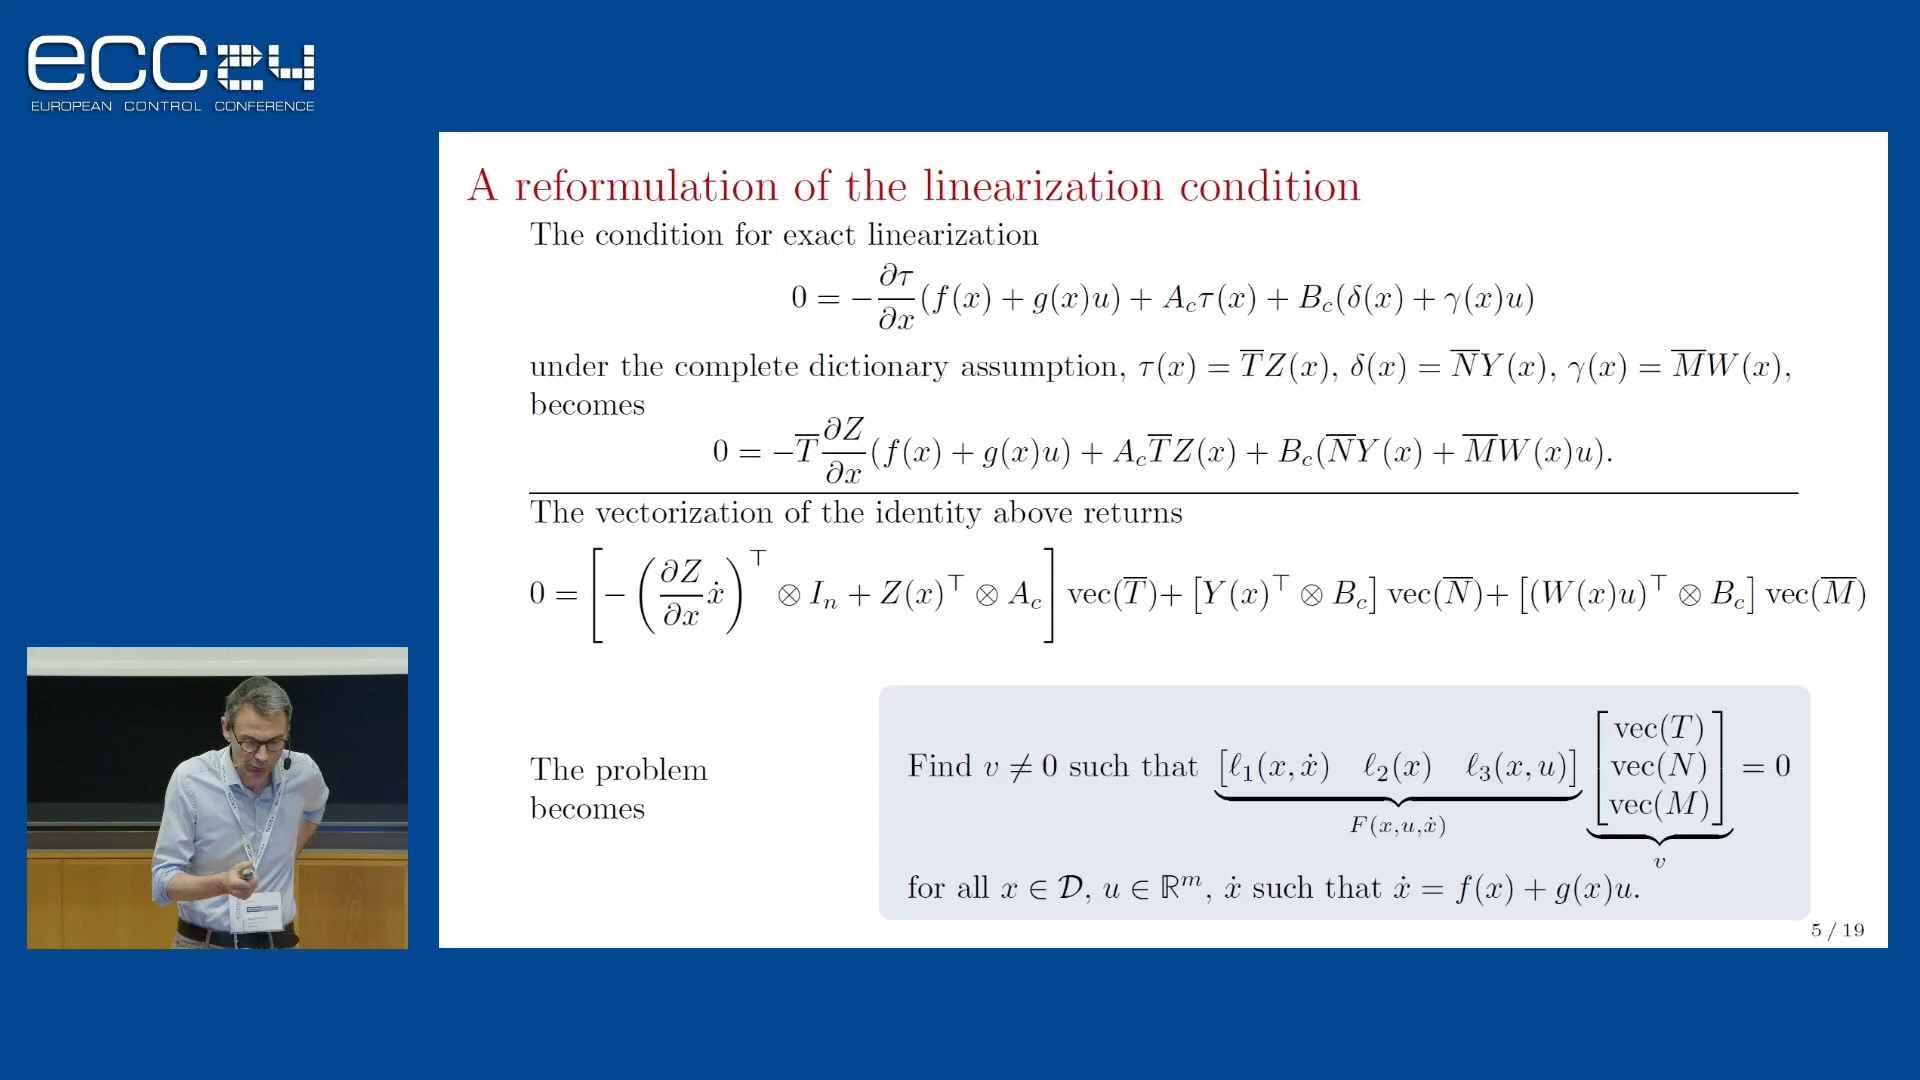 ecc24
EUROPEAN CONTROL CONFERENCE
A reformulation of the linearization condition
The condition for exact linearization
0 = −∂τ/∂x (f(x) + g(x)u) + A_cτ(x) + B_c(δ(x) + γ(x)u)
under the complete dictionary assumption, τ(x) = T̅Z(x), δ(x) = N̅Y(x), γ(x) = M̅W(x),
becomes
0 = −T̅ ∂Z/∂x (f(x) + g(x)u) + A_cT̅Z(x) + B_c(N̅Y(x) + M̅W(x)u).
The vectorization of the identity above returns
0 = [−(∂Z/∂x ẋ)^⊤ ⊗ I_n + Z(x)^⊤ ⊗ A_c] vec(T̅)+ [Y(x)^⊤ ⊗ B_c] vec(N̅)+ [(W(x)u)^⊤ ⊗ B_c] vec(M̅)
The problem
becomes
Find v ≠ 0 such that [ℓ₁(x, ẋ) ℓ₂(x) ℓ₃(x, u)] [vec(T) vec(N) vec(M)] = 0
F(x,u,ẋ)
v
for all x ∈ 𝒟, u ∈ ℝ^m, ẋ such that ẋ = f(x) + g(x)u.
5 / 19